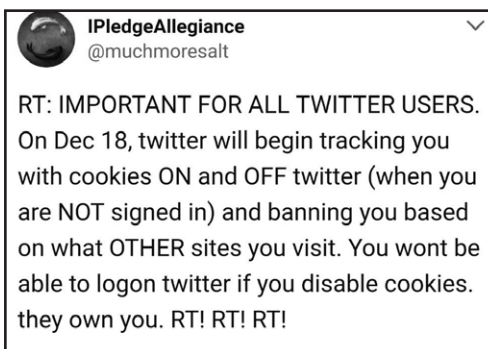 IPledgeAllegiance
@muchmoresalt
RT: IMPORTANT FOR ALL TWITTER USERS.
On Dec 18, twitter will begin tracking you
with cookies ON and OFF twitter (when you
are NOT signed in) and banning you based
on what OTHER sites you visit. You wont be
able to logon twitter if you disable cookies.
they own you. RT! RT! RT!